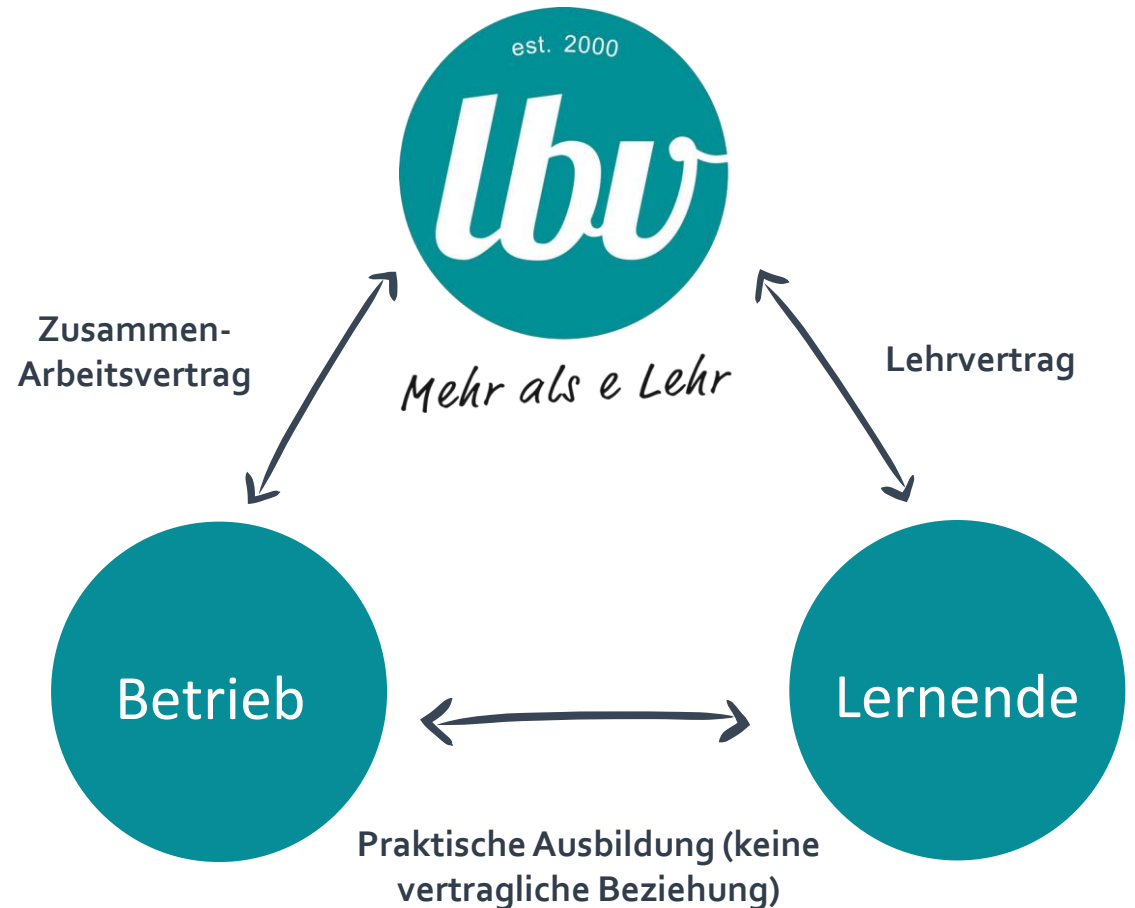 est. 2000
lbv
Mehr als e Lehr
Zusammen-
Arbeitsvertrag
Lehrvertrag
Betrieb
Lernende
Praktische Ausbildung (keine
vertragliche Beziehung)